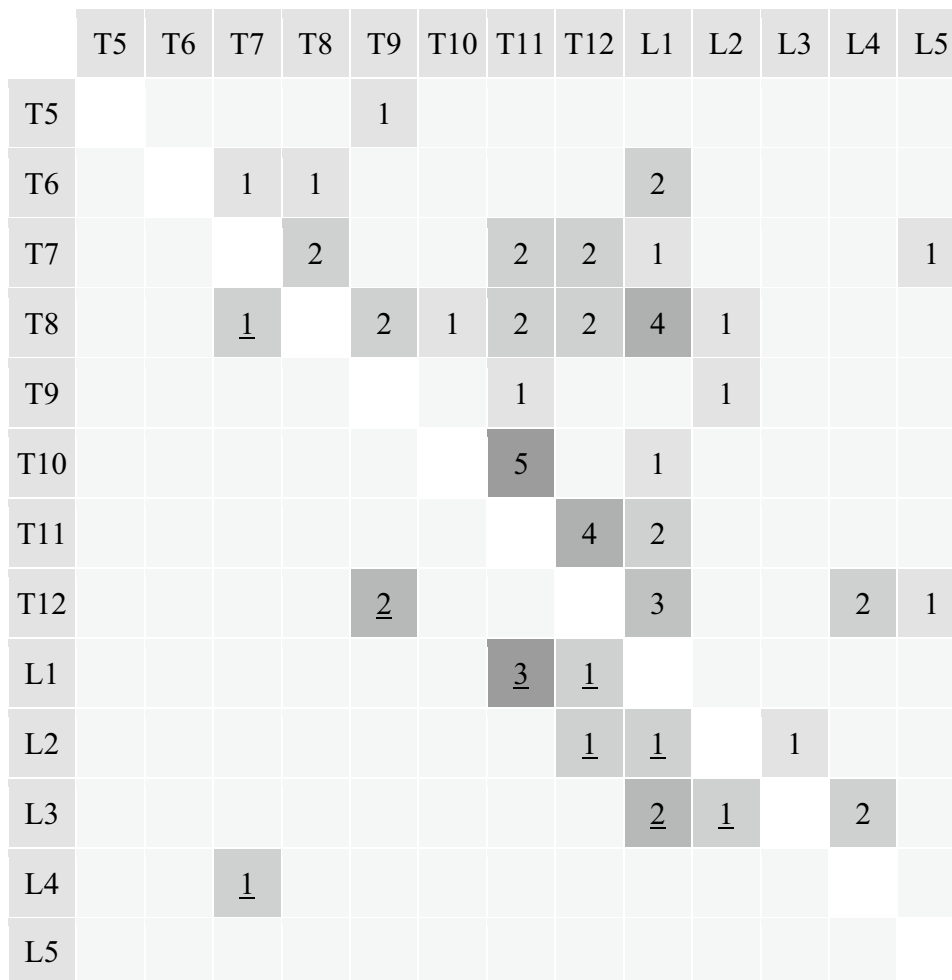 T5 T6 T7 T8 T9 T10 T11 T12 L1 L2 L3 L4 L5
T5 1
T6 1 1 2
T7 2 2 2 1 1
T8 1 2 1 2 2 4 1
T9 1 1
T10 5 1
T11 4 2
T12 2 3 2 1
L1 3 1
L2 1 1 1
L3 2 1 2
L4 1
L5